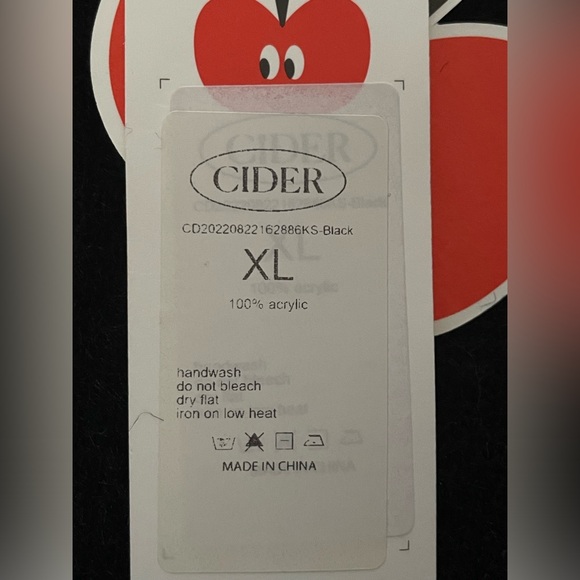 CIDER
CD20220822162886KS-Black
XL
100% acrylic
handwash
do not bleach
dry flat
iron on low heat
MADE IN CHINA